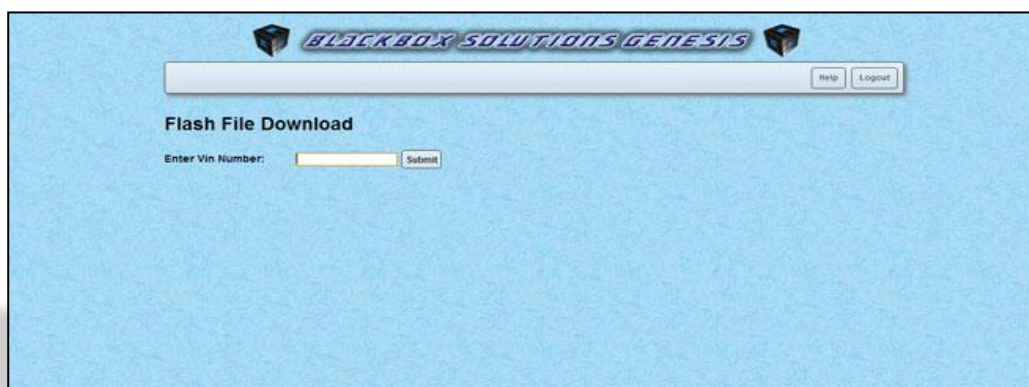 BLACKBOX SOLUTIONS GENESIS
Help Logout
Flash File Download
Enter Vin Number: Submit